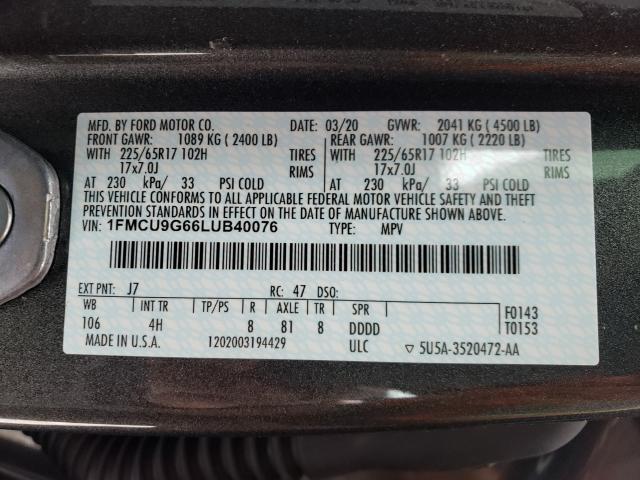 MFD. BY FORD MOTOR CO. DATE: 03/20 GVWR: 2041 KG ( 4500 LB)
FRONT GAWR: 1089 KG ( 2400 LB) REAR GAWR: 1007 KG ( 2220 LB)
WITH 225/65R17 102H TIRES WITH 225/65R17 102H TIRES
17x7.0J RIMS 17x7.0J RIMS
AT 230 kPa/ 33 PSI COLD AT 230 kPa/ 33 PSI COLD
THIS VEHICLE CONFORMS TO ALL APPLICABLE FEDERAL MOTOR VEHICLE SAFETY AND THEFT
PREVENTION STANDARDS IN EFFECT ON THE DATE OF MANUFACTURE SHOWN ABOVE.
VIN: 1FMCU9G66LUB40076 TYPE: MPV
EXT PNT: J7 RC: 47 DSO:
WB INT TR TP/PS R AXLE TR SPR F0143
106 4H 8 81 8 DDDD T0153
MADE IN U.S.A. 1202003194429 ULC ▽ 5U5A-3520472-AA